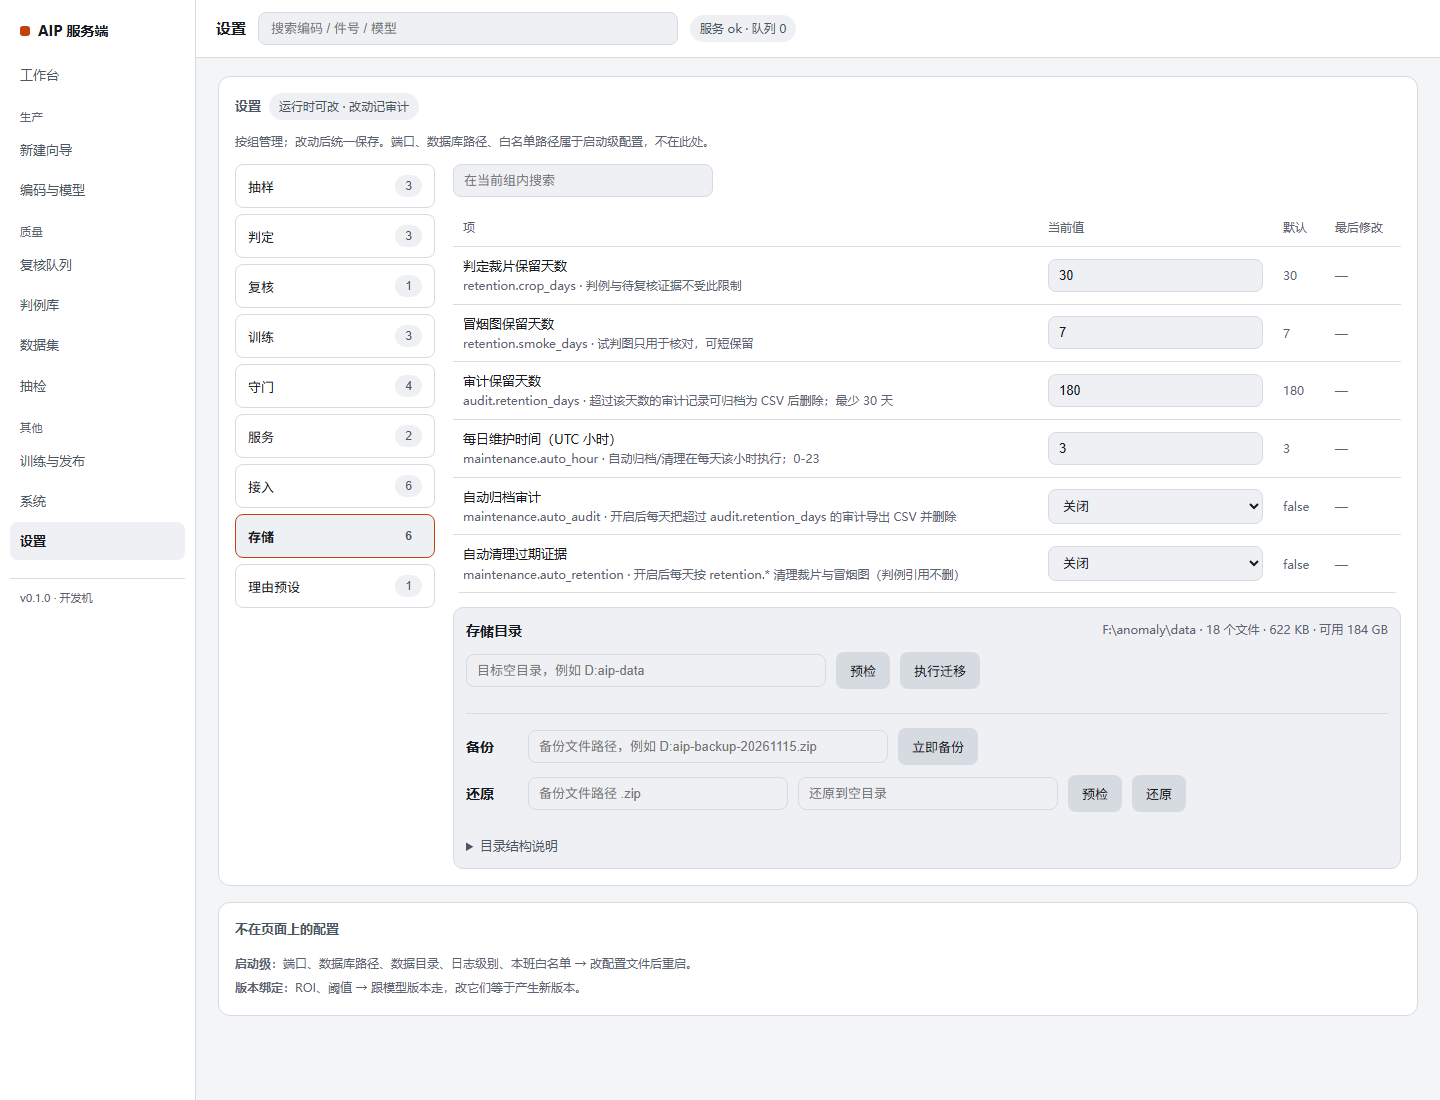 AIP 服务端
工作台
生产
新建向导
编码与模型
质量
复核队列
判例库
数据集
抽检
其他
训练与发布
系统
设置
v0.1.0 · 开发机
设置
搜索编码 / 件号 / 模型
服务 ok · 队列 0
设置
运行时可改 · 改动记审计
按组管理；改动后统一保存。端口、数据库路径、白名单路径属于启动级配置，不在此处。
抽样 3
判定 3
复核 1
训练 3
守门 4
服务 2
接入 6
存储 6
理由预设 1
在当前组内搜索
项 当前值 默认 最后修改
判定裁片保留天数
retention.crop_days · 判例与待复核证据不受此限制
30 30 —
冒烟图保留天数
retention.smoke_days · 试判图只用于核对，可短保留
7 7 —
审计保留天数
audit.retention_days · 超过该天数的审计记录可归档为 CSV 后删除；最少 30 天
180 180 —
每日维护时间（UTC 小时）
maintenance.auto_hour · 自动归档/清理在每天该小时执行；0-23
3 3 —
自动归档审计
maintenance.auto_audit · 开启后每天把超过 audit.retention_days 的审计导出 CSV 并删除
关闭 false —
自动清理过期证据
maintenance.auto_retention · 开启后每天按 retention.* 清理裁片与冒烟图（判例引用不删）
关闭 false —
存储目录
F:\anomaly\data · 18 个文件 · 622 KB · 可用 184 GB
目标空目录，例如 D:aip-data
预检
执行迁移
备份
备份文件路径，例如 D:aip-backup-20261115.zip
立即备份
还原
备份文件路径 .zip
还原到空目录
预检
还原
▶ 目录结构说明
不在页面上的配置
启动级：端口、数据库路径、数据目录、日志级别、本班白名单 → 改配置文件后重启。
版本绑定：ROI、阈值 → 跟模型版本走，改它们等于产生新版本。